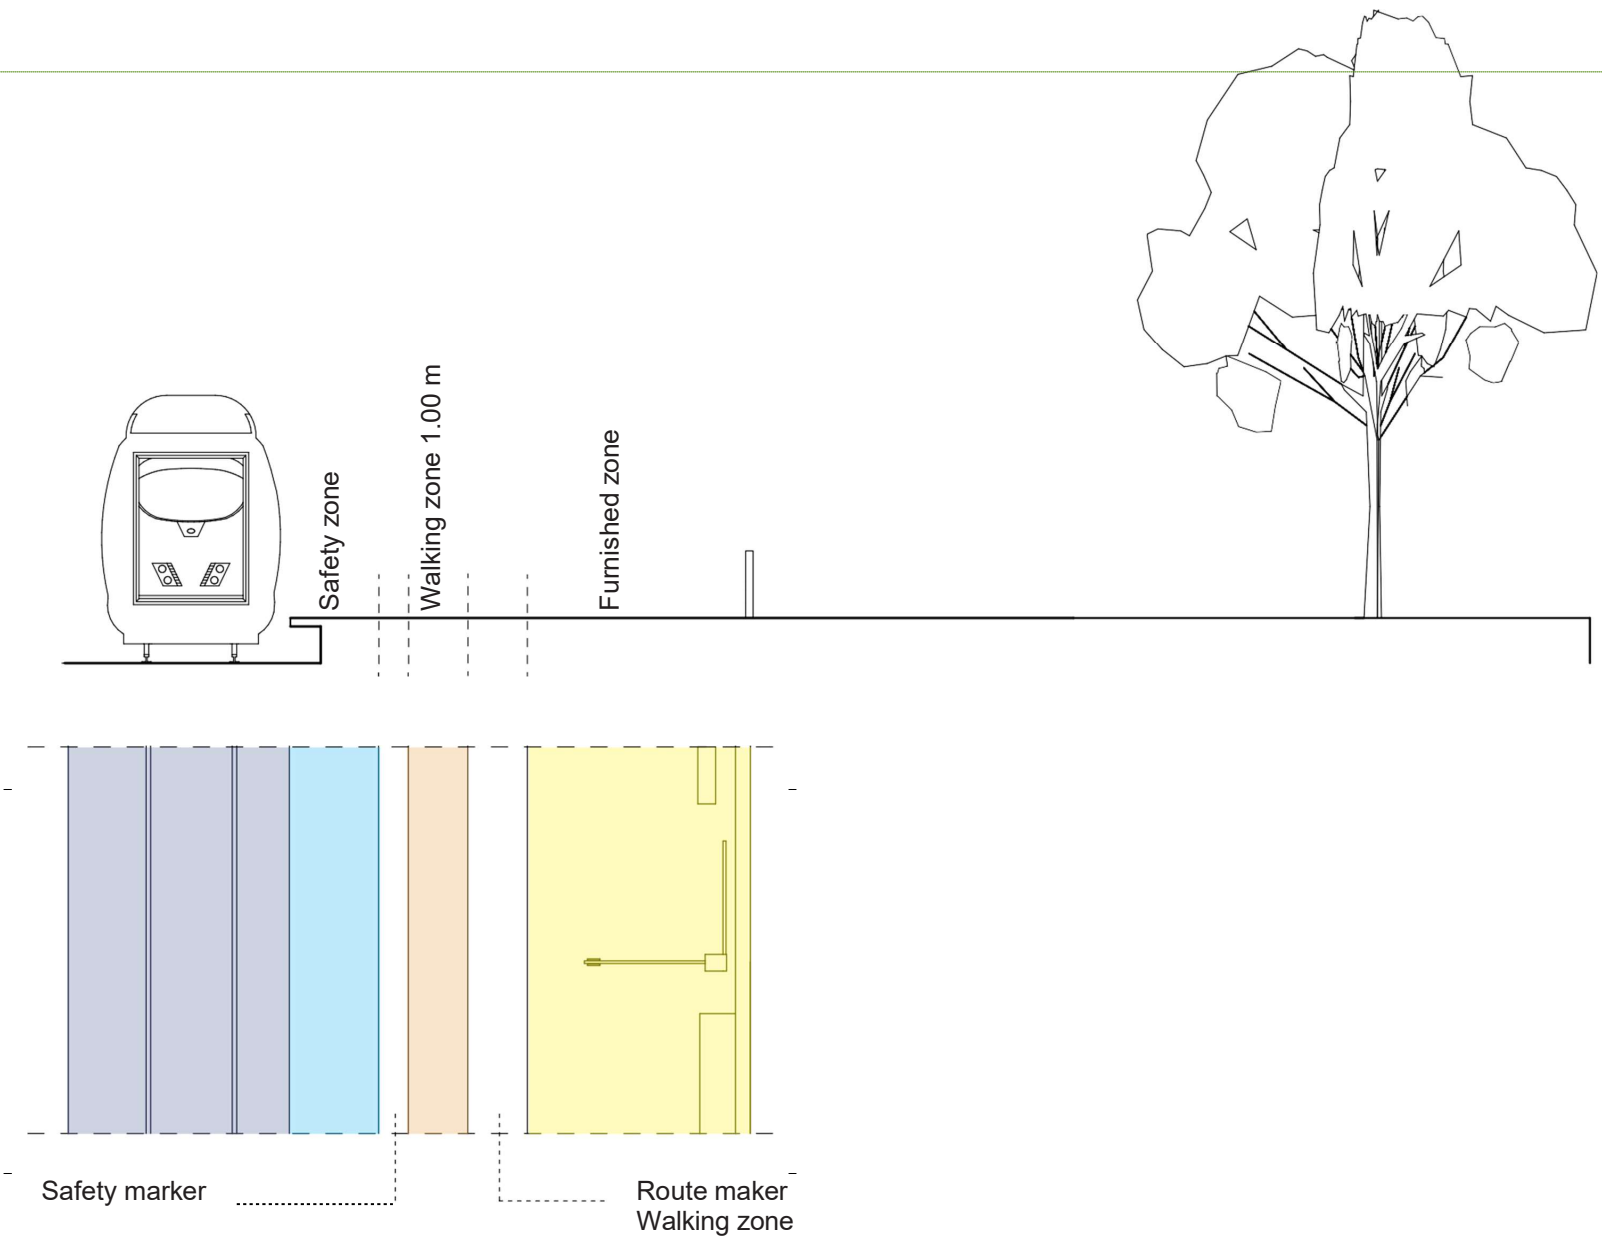 Safety zone
Walking zone 1.00 m
Furnished zone
Safety marker
Route maker
Walking zone